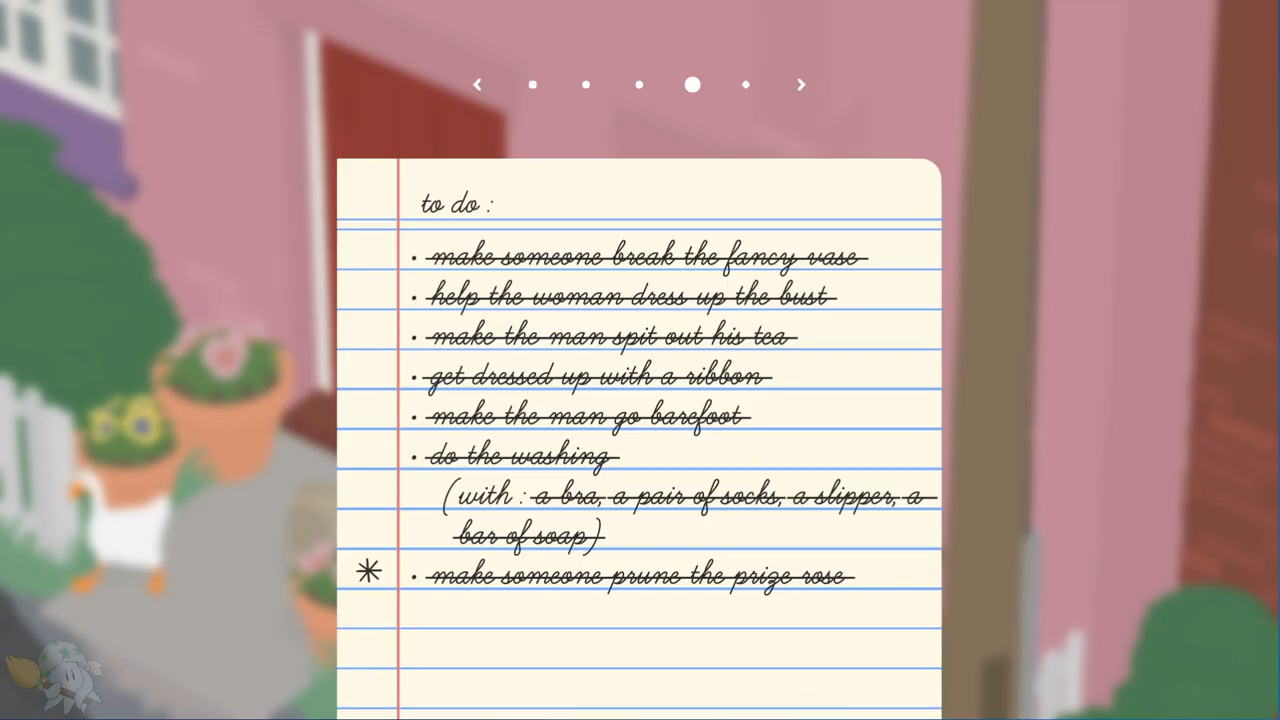 to do :
• make someone break the fancy vase
• help the woman dress up the bust
• make the man spit out his tea
• get dressed up with a ribbon
• make the man go barefoot
• do the washing
(with : a bra, a pair of socks, a slipper, a
bar of soap)
• make someone prune the prize rose